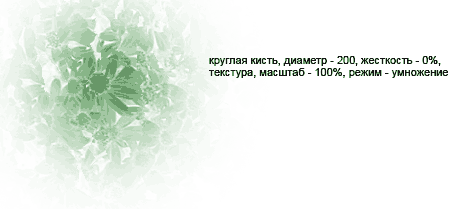 круглая кисть, диаметр - 200, жесткость - 0%,
текстура, масштаб - 100%, режим - умножение